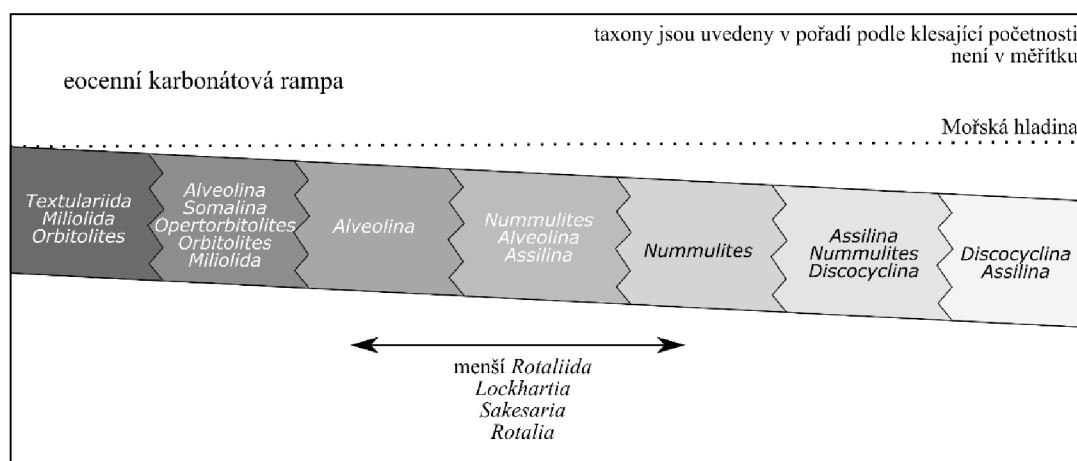 taxony jsou uvedeny v pořadí podle klesající početnosti
není v měřítku
eocenní karbonátová rampa
Mořská hladina
Textulariida
Miliolida
Orbitolites
Alveolina
Somalina
Opertorbitolites
Orbitolites
Miliolida
Alveolina
Nummulites
Alveolina
Assilina
Nummulites
Assilina
Nummulites
Discocyclina
Discocyclina
Assilina
menší Rotaliida
Lockhartia
Sakesaria
Rotalia